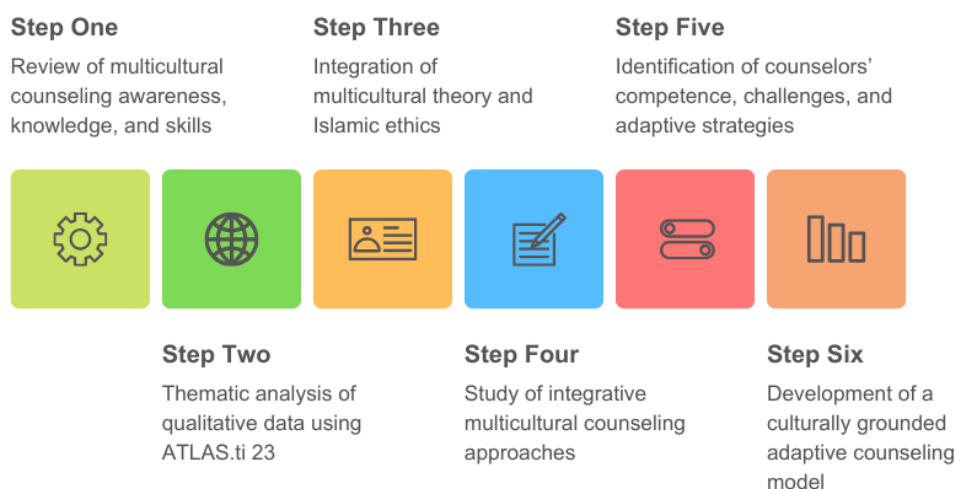 Step One
Review of multicultural
counseling awareness,
knowledge, and skills
Step Two
Thematic analysis of
qualitative data using
ATLAS.ti 23
Step Three
Integration of
multicultural theory and
Islamic ethics
Step Four
Study of integrative
multicultural counseling
approaches
Step Five
Identification of counselors’
competence, challenges, and
adaptive strategies
Step Six
Development of a
culturally grounded
adaptive counseling
model